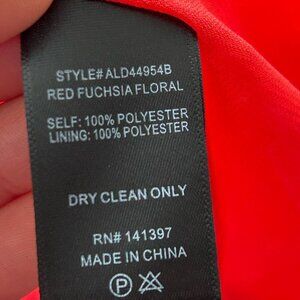 STYLE# ALD44954B
RED FUCHSIA FLORAL
SELF: 100% POLYESTER
LINING: 100% POLYESTER
DRY CLEAN ONLY
RN# 141397
MADE IN CHINA
P